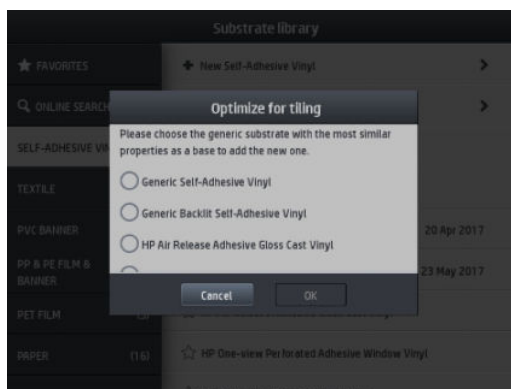 Substrate library
FAVORITES
New Self-Adhesive Vinyl
ONLINE SEARCH
Optimize for tiling
Please choose the generic substrate with the most similar
properties as a base to add the new one.
SELF-ADHESIVE
Generic Self-Adhesive Vinyl
TEXTILE
Generic Backlit Self-Adhesive Vinyl
PVC BANNER
20 Apr 2017
HP Air Release Adhesive Gloss Cast Vinyl
PP & PE FILM &
BANNER
23 May 2017
Cancel
OK
PET FILM
PAPER (16)
HP One-view Perforated Adhesive Window Vinyl